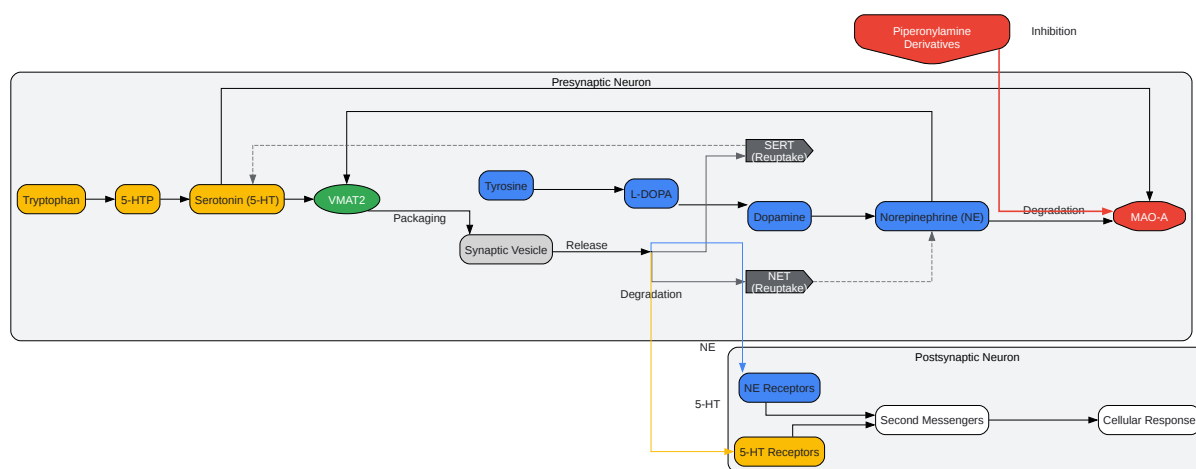 Piperonylamine
Derivatives
Inhibition
Presynaptic Neuron
SERT
(Reuptake)
Tryptophan
5-HTP
Serotonin (5-HT)
VMAT2
Tyrosine
L-DOPA
Dopamine
Norepinephrine (NE)
Degradation
MAO-A
Packaging
Synaptic Vesicle
Release
NET
(Reuptake)
Degradation
NE
Postsynaptic Neuron
NE Receptors
5-HT
Second Messengers
Cellular Response
5-HT Receptors